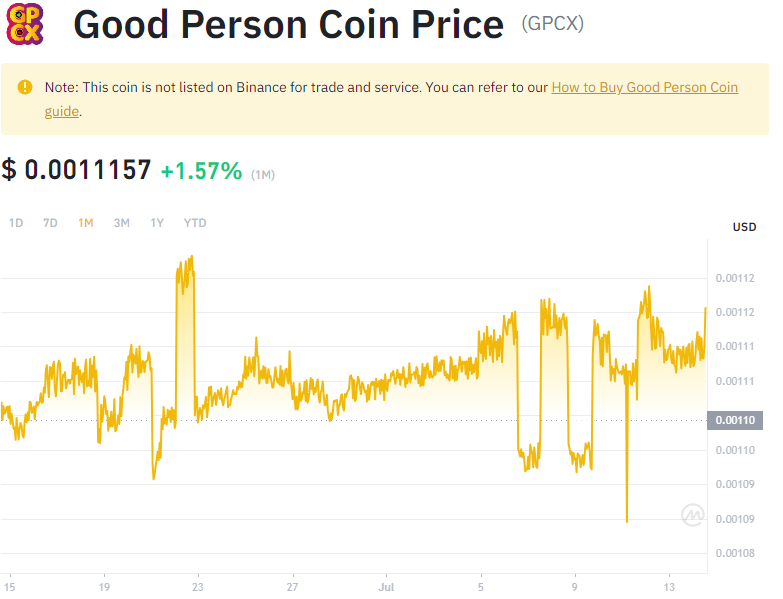 GP
CX
Good Person Coin Price (GPCX)
Note: This coin is not listed on Binance for trade and service. You can refer to our How to Buy Good Person Coin
guide.
$ 0.0011157 +1.57% (1M)
1D 7D 1M 3M 1Y YTD
USD
0.00112
0.00112
0.00111
0.00111
0.00110
0.00110
0.00109
0.00109
0.00108
15 19 23 27 Jul 5 9 13